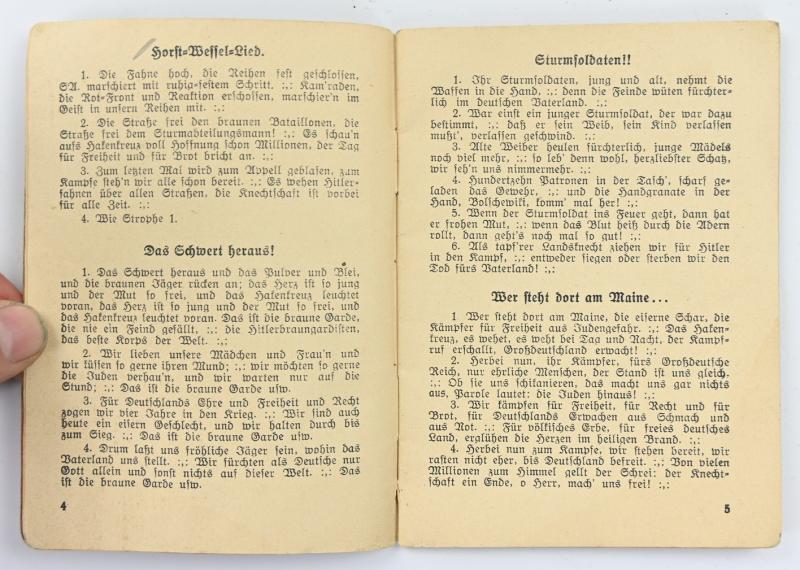 Horst-Wessel-Lied.
1. Die Fahne hoch, die Reihen fest geschlossen,
SA. marschiert mit ruhig-festem Schritt. :,: Kam'raden,
die Rot-Front und Reaktion erschossen, marschier'n im
Geist in unsern Reihen mit. :,:
2. Die Straße frei den braunen Bataillonen, die
Straße frei dem Sturmabteilungsmann! :,: Es schau'n
aufs Hakenkreuz voll Hoffnung schon Millionen, der Tag
für Freiheit und für Brot bricht an. :,:
3. Zum letzten Mal wird zum Appell geblasen, zum
Kampfe steh'n wir alle schon bereit. :,: Es wehen Hitler-
fahnen über allen Straßen, die Knechtschaft ist vorbei
für alle Zeit. :,:
4. Wie Strophe 1.
Das Schwert heraus!
1. Das Schwert heraus und das Pulver und Blei,
und die braunen Jäger rücken an; das Herz ist so jung
und der Mut so frei, und das Hakenkreuz leuchtet
voran, das Herz ist so jung und der Mut so frei, und
das Hakenkreuz leuchtet voran. Das ist die braune Garde,
die nie ein Feind gefällt, :,: die Hitlerbraungardisten,
das beste Korps der Welt. :,:
2. Wir lieben unsere Mädchen und Frau'n und
wir küssen so gerne ihren Mund; :,: wir möchten so gerne
die Juden verhau'n, und wir warten nur auf die
Stund; :,: Das ist die braune Garde usw.
3. Für Deutschlands Ehre und Freiheit und Recht
zogen wir vier Jahre in den Krieg. :,: Wir sind auch
heute ein eisern Geschlecht, und wir halten durch bis
zum Sieg. :,: Das ist die braune Garde usw.
4. Drum laßt uns fröhliche Jäger sein, wohin das
Vaterland uns stellt. :,: Wir fürchten als Deutsche nur
Gott allein und sonst nichts auf dieser Welt. :,: Das
ist die braune Garde usw.
4
Sturmsoldaten!!
1. Ihr Sturmsoldaten, jung und alt, nehmt die
Waffen in die Hand, :,: denn die Feinde wüten fürchter-
lich im deutschen Vaterland. :,:
2. War einst ein junger Sturmsoldat, der war dazu
bestimmt, :,: daß er sein Weib, sein Kind verlassen
mußt', verlassen geschwind. :,:
3. Alte Weiber heulen fürchterlich, junge Mädels
noch viel mehr, :,: so leb' denn wohl, herzliebster Schatz,
wir seh'n uns nimmermehr. :,:
4. Hundertzehn Patronen in der Tasch', scharf ge-
laden das Gewehr, :,: und die Handgranate in der
Hand, Bolschewiki, komm' mal her! :,:
5. Wenn der Sturmsoldat ins Feuer geht, dann hat
er frohen Mut, :,: wenn das Blut heiß durch die Adern
rollt, dann geht's noch mal so gut! :,:
6. Als tapf'rer Landsknecht ziehen wir für Hitler
in den Kampf, :,: entweder siegen oder sterben wir den
Tod fürs Vaterland! :,:
Wer steht dort am Maine...
1 Wer steht dort am Maine, die eiserne Schar, die
Kämpfer für Freiheit aus Judengefahr. :,: Das Haken-
kreuz, es wehet, es weht bei Tag und Nacht, der Kampf-
ruf erschallt, Großdeutschland erwacht! :,:
2. Herbei nun, ihr Kämpfer, fürs Großdeutsche
Reich, nur ehrliche Menschen, der Stand ist uns gleich.
:,: Ob sie uns schikanieren, das macht uns gar nichts
aus, Parole lautet: die Juden hinaus! :,:
3. Wir kämpfen für Freiheit, für Recht und für
Brot, für Deutschlands Erwachen aus Schmach und
aus Not. :,: Für völkisches Erbe, für freies deutsches
Land, erglühen die Herzen im heiligen Brand. :,:
4. Herbei nun zum Kampfe, wir stehen bereit, wir
rasten nicht eher, bis Deutschland befreit. :,: Von vielen
Millionen zum Himmel gellt der Schrei: der Knecht-
schaft ein Ende, o Herr, mach' uns frei! :,:
5